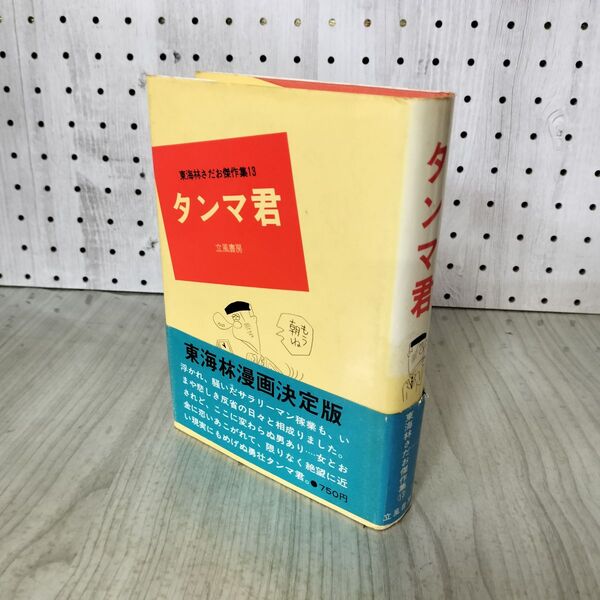 東海林さだお傑作集13
タンマ君
立風書房
もう
朝ね
東海林漫画決定版
浮かれ、騒いだサラリーマン稼業も、い
まや悲しき反省の日々と相成りました。
されど、ここに変わらぬ男あり‥‥女とお
金に恋いあこがれて、限りなく絶望に近
い現実にもめげぬ勇壮タンマ君。●750円
タンマ君
東海林さだお傑作集⑬
立風書房